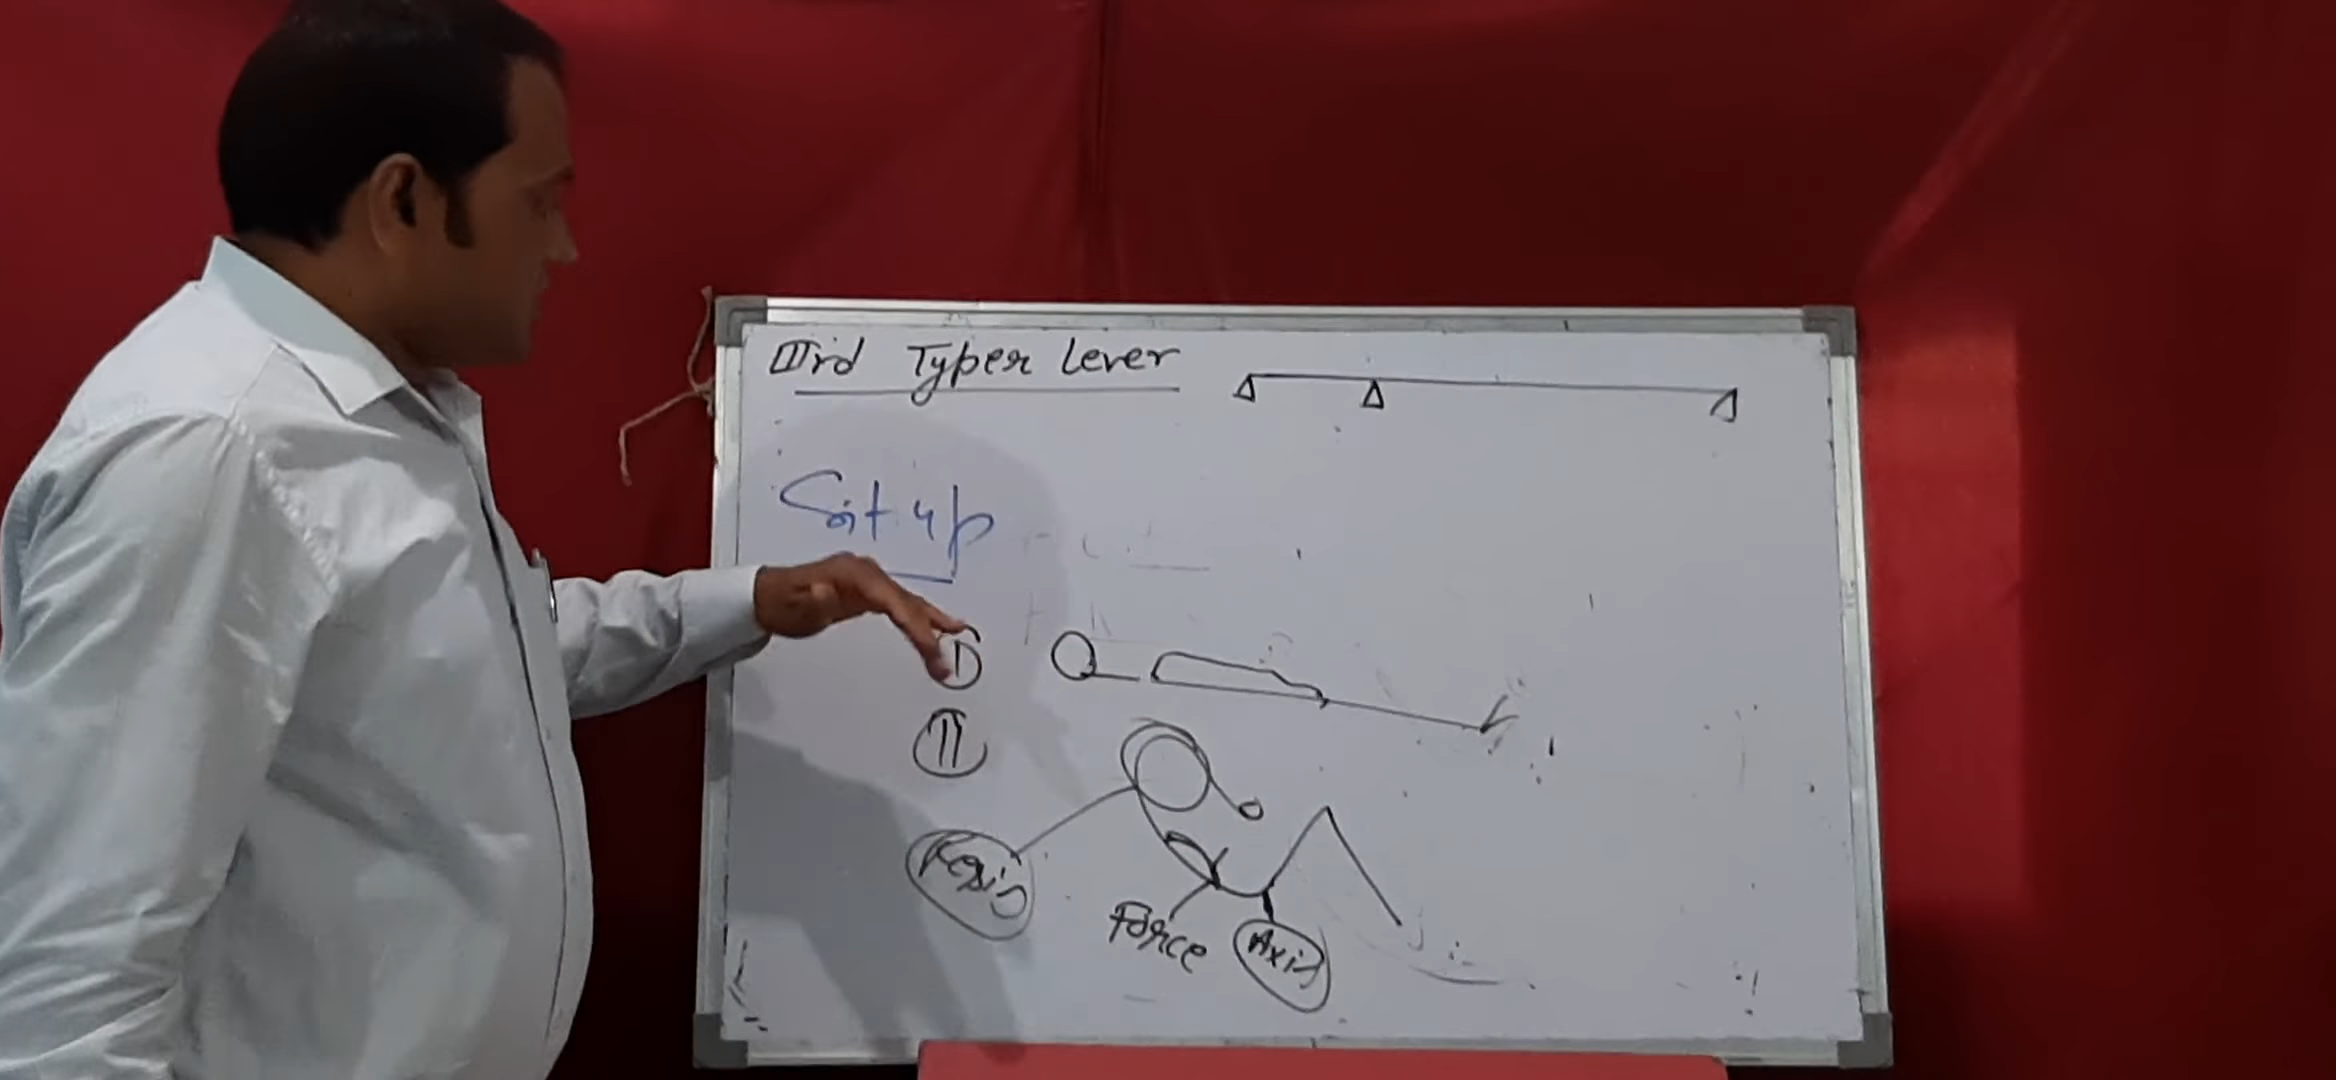 IIIrd Typer Lever
Sit up
I
II
Resis
Force
Axis